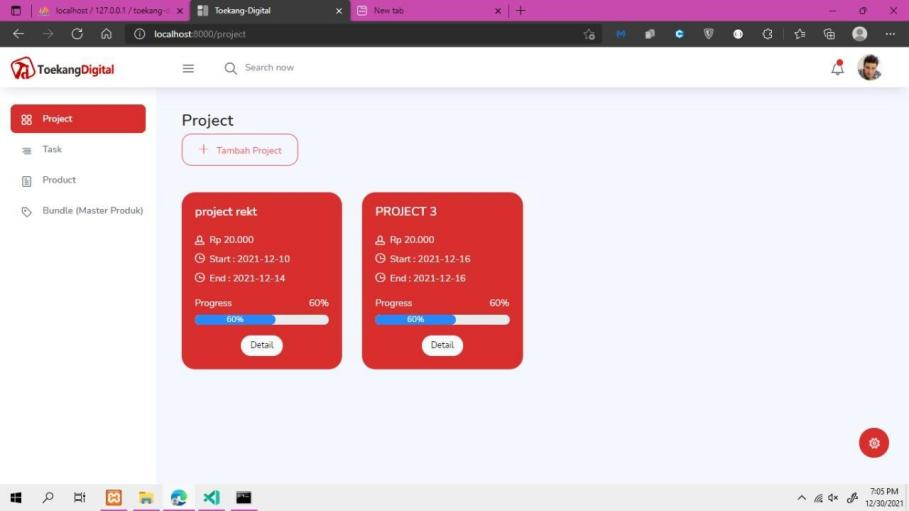 localhost / 127.0.0.1 / toekang-d
Toekang-Digital
New tab
localhost:8000/project
ToekangDigital
Search now
Project
Task
Product
Bundle (Master Produk)
Project
+ Tambah Project
project rekt
Rp 20.000
Start : 2021-12-10
End : 2021-12-14
Progress 60%
60%
Detail
PROJECT 3
Rp 20.000
Start : 2021-12-16
End : 2021-12-16
Progress 60%
60%
Detail
7:05 PM
12/30/2021